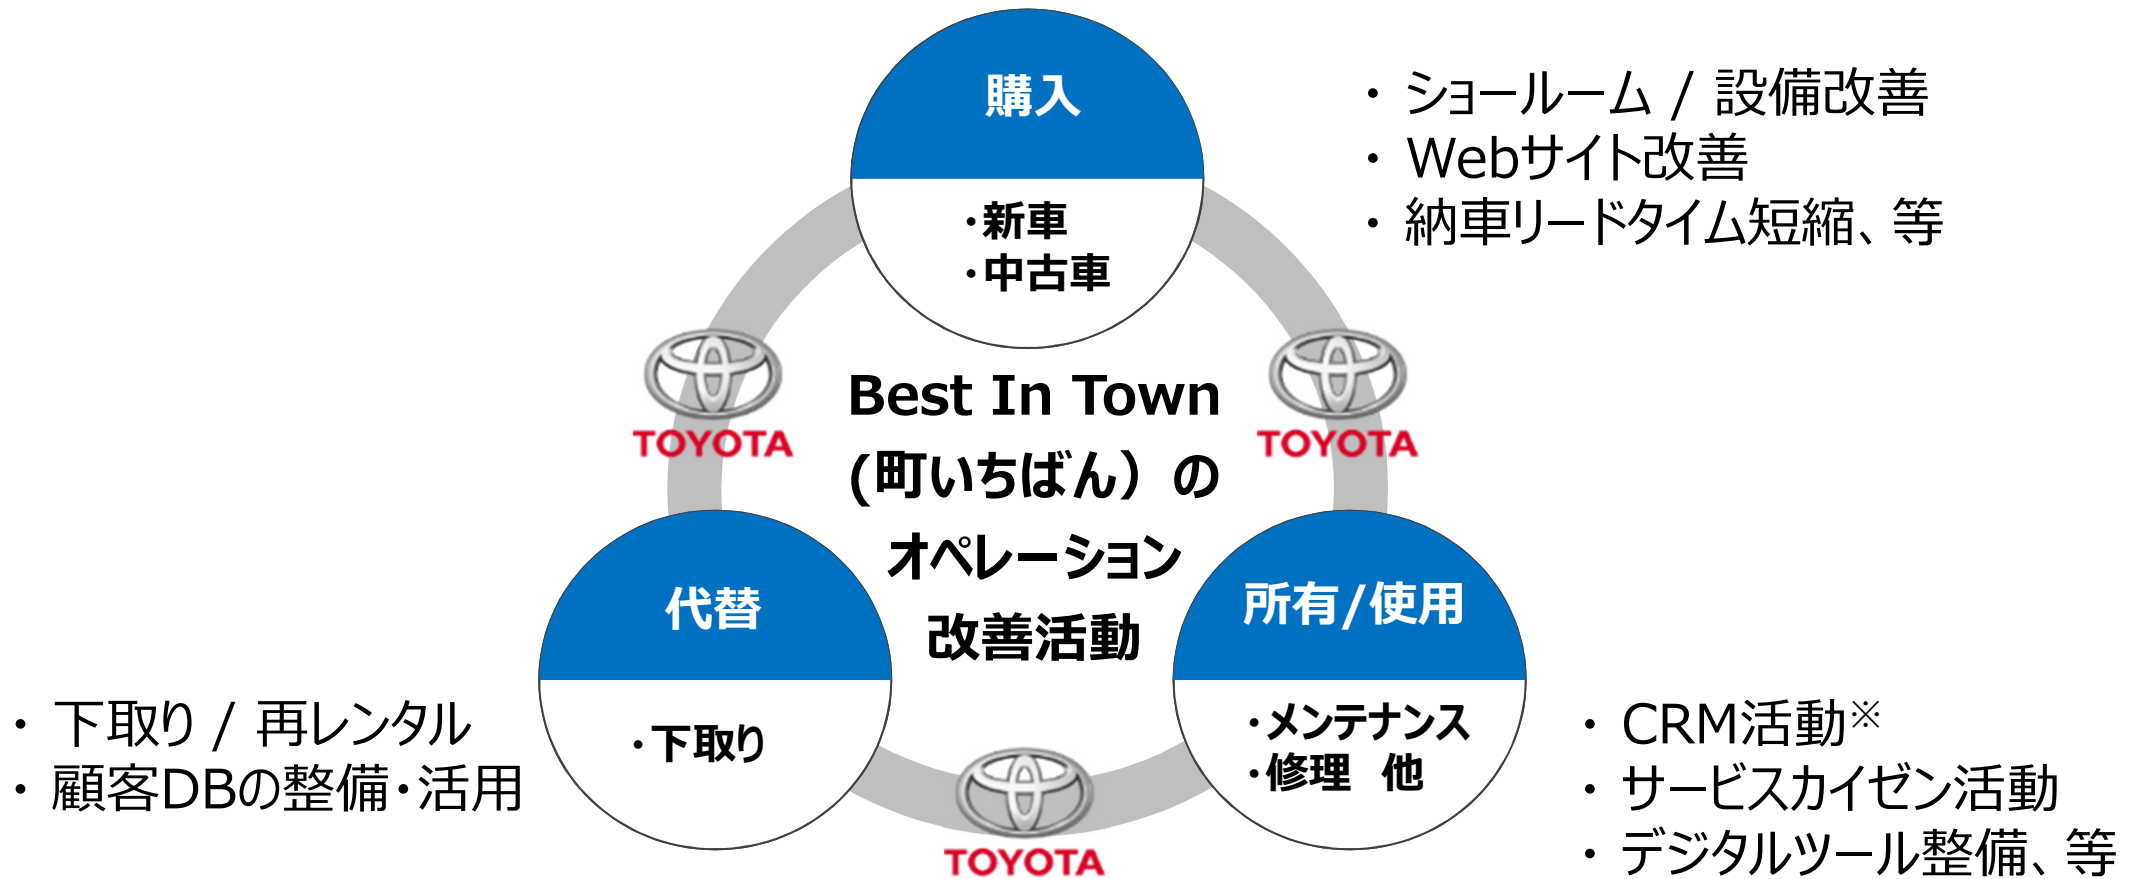 購入
・新車
・中古車
・ ショールーム / 設備改善
・ Webサイト改善
・ 納車リードタイム短縮、等
TOYOTA
TOYOTA
Best In Town
(町いちばん）の
オペレーション
改善活動
代替
・下取り
・ 下取り / 再レンタル
・ 顧客DBの整備・活用
所有/使用
・メンテナンス
・修理　他
・ CRM活動※
・ サービスカイゼン活動
・ デジタルツール整備、等
TOYOTA